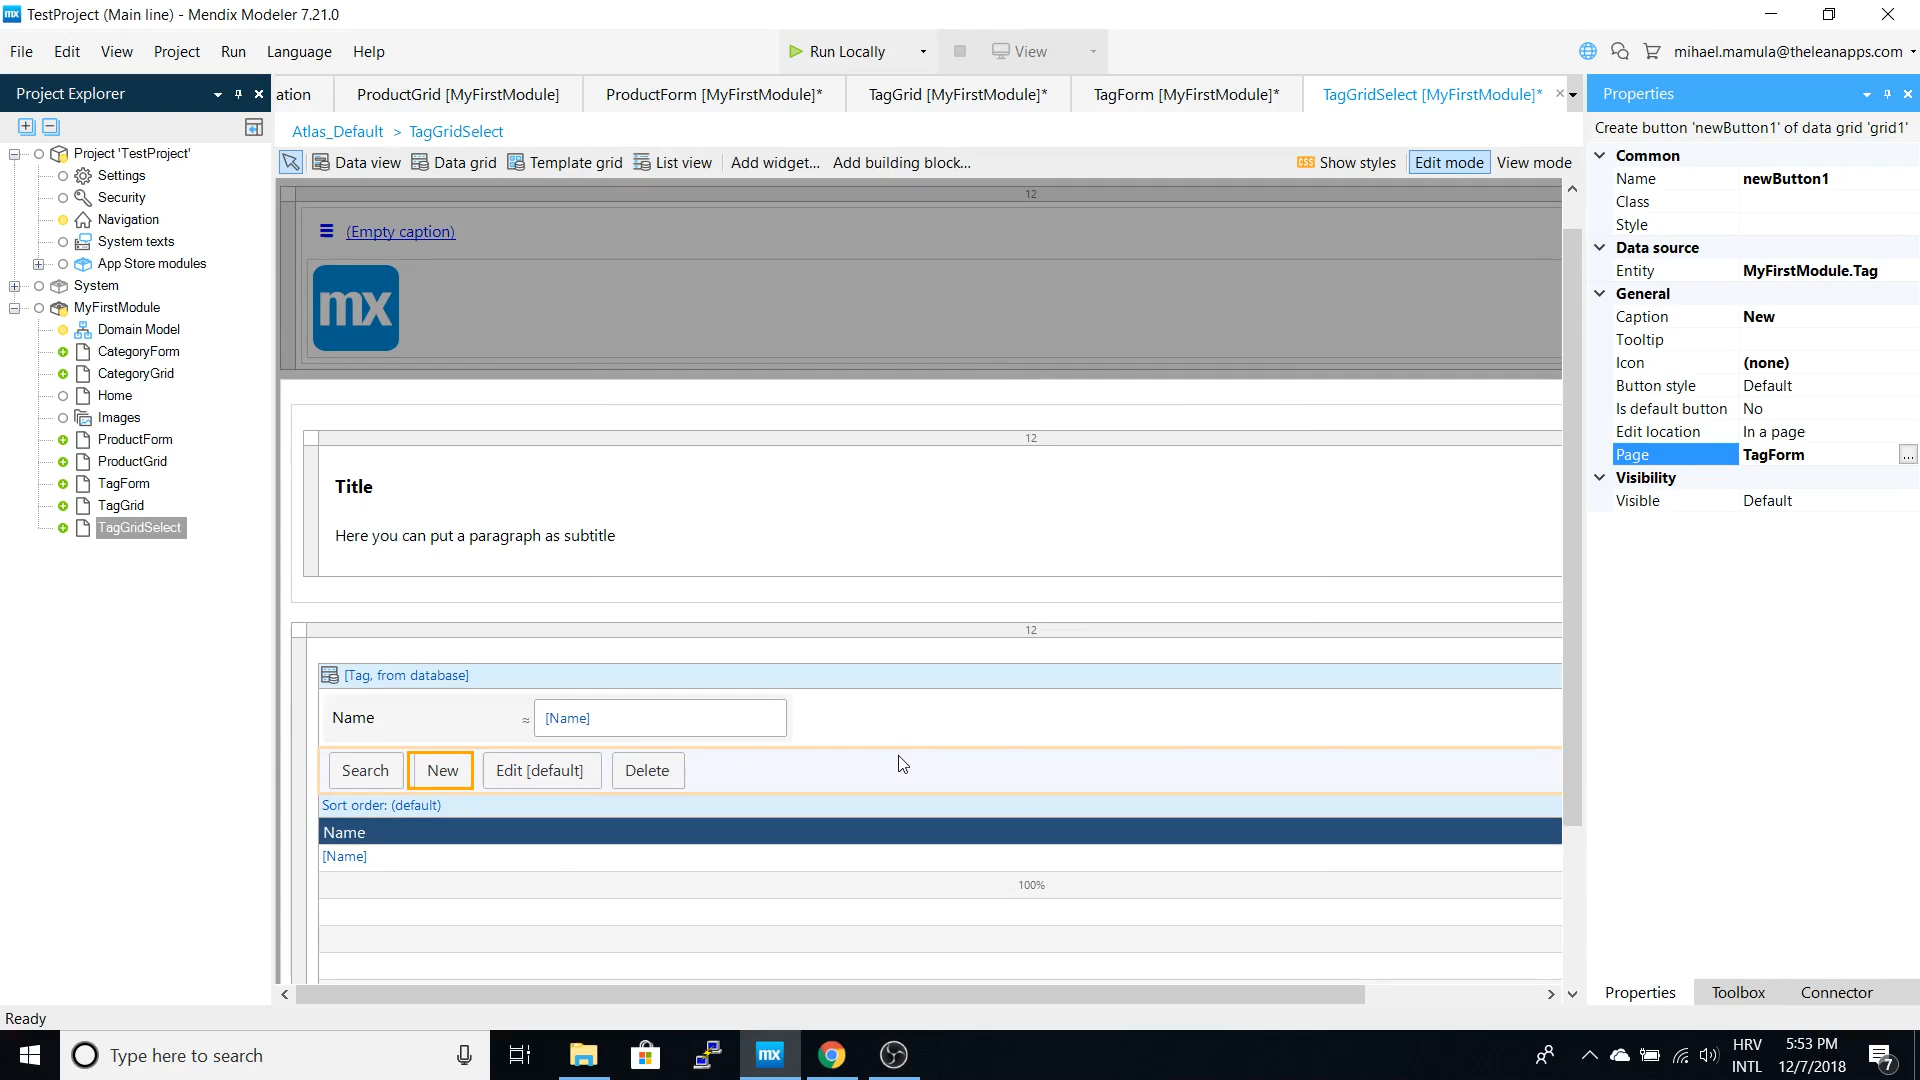 TestProject (Main line) - Mendix Modeler 7.21.0
File Edit View Project Run Language Help
Run Locally
View
mihael.mamula@theleanapps.com
Project Explorer
Project 'TestProject'
Settings
Security
Navigation
System texts
App Store modules
System
MyFirstModule
Domain Model
CategoryForm
CategoryGrid
Home
Images
ProductForm
ProductGrid
TagForm
TagGrid
TagGridSelect
ation
ProductGrid [MyFirstModule]
ProductForm [MyFirstModule]*
TagGrid [MyFirstModule]*
TagForm [MyFirstModule]*
TagGridSelect [MyFirstModule]*
Atlas_Default > TagGridSelect
Data view
Data grid
Template grid
List view
Add widget...
Add building block...
CSS Show styles
Edit mode
View mode
12
(Empty caption)
mx
12
Title
Here you can put a paragraph as subtitle
12
[Tag, from database]
Name ≈ [Name]
Search
New
Edit [default]
Delete
Sort order: (default)
Name
[Name]
100%
Properties
Create button 'newButton1' of data grid 'grid1'
Common
Name newButton1
Class
Style
Data source
Entity MyFirstModule.Tag
General
Caption New
Tooltip
Icon (none)
Button style Default
Is default button No
Edit location In a page
Page TagForm ...
Visibility
Visible Default
Properties
Toolbox
Connector
Ready
Type here to search
mx
HRV
INTL
5:53 PM
12/7/2018
7